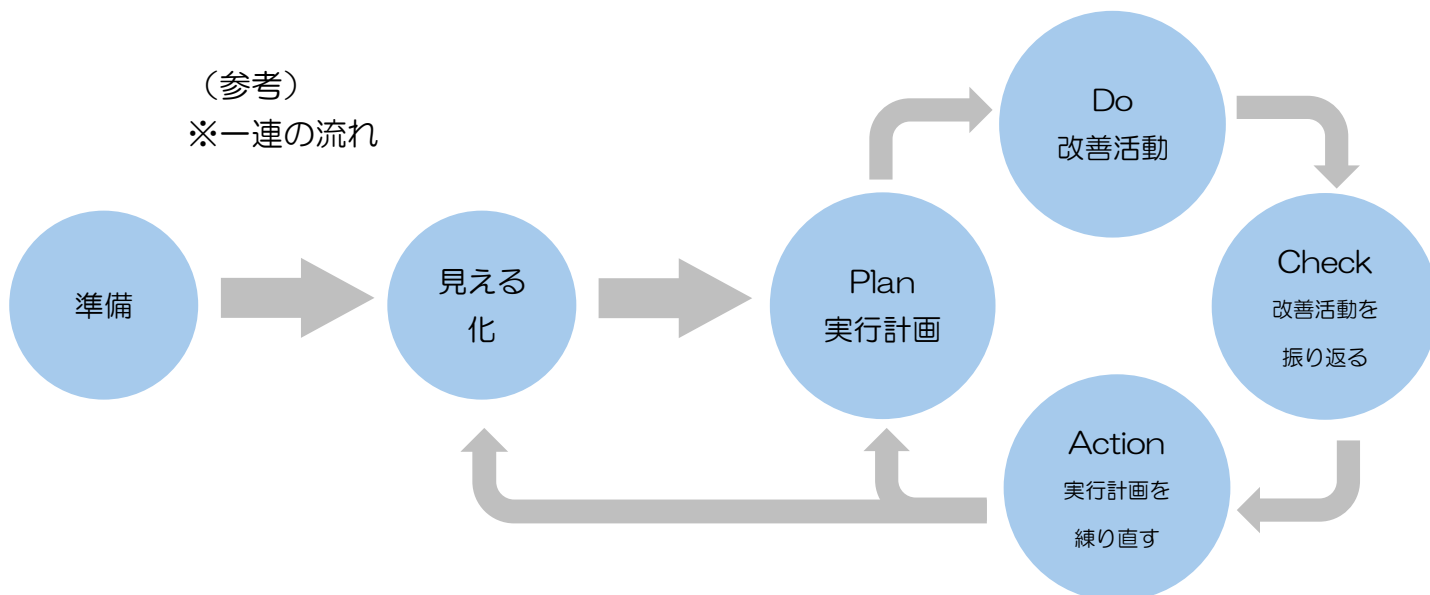 （参考）
※一連の流れ
準備
見える
化
Plan
実行計画
Do
改善活動
Check
改善活動を
振り返る
Action
実行計画を
練り直す